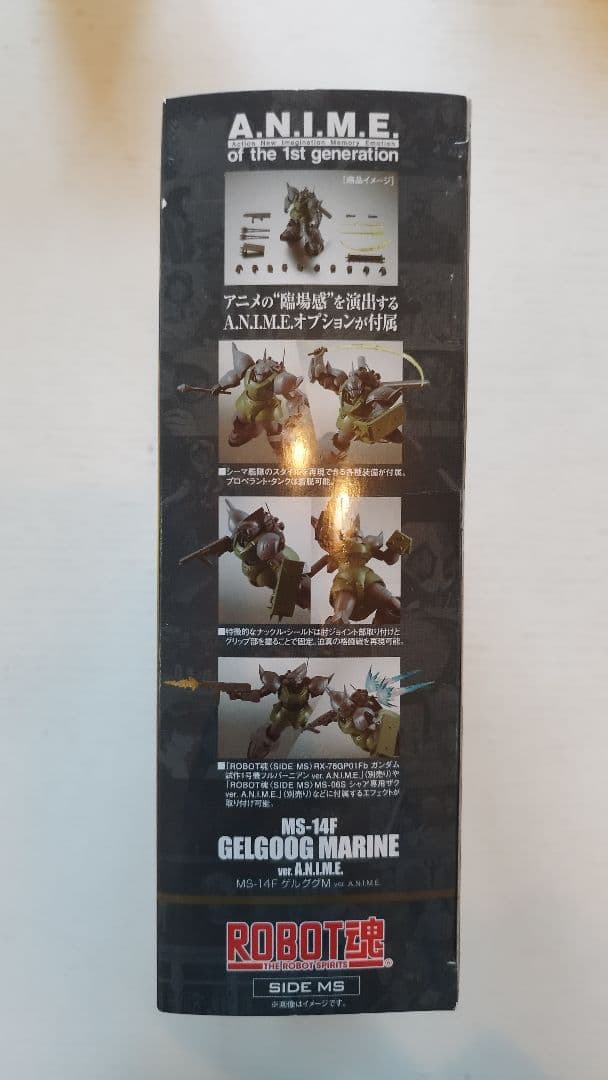 A.N.I.M.E.
Action New Imagination Memory Emotion
of the 1st generation
[商品イメージ]
アニメの“臨場感”を演出する
A.N.I.M.E.オプションが付属
■シーマ艦隊のスタイルを再現できる各種装備が付属。
プロペラント・タンクは着脱可能。
■特徴的なナックル・シールドは肘ジョイント部取り付けと
グリップ部を握ることで固定。迫真の格闘戦を再現可能。
■「ROBOT魂〈SIDE MS〉RX-78GP01Fb ガンダム
試作1号機フルバーニアン ver. A.N.I.M.E.」(別売り)や
「ROBOT魂〈SIDE MS〉MS-06S シャア専用ザク
ver. A.N.I.M.E.」(別売り)などに付属するエフェクトが
取り付け可能。
MS-14F
GELGOOG MARINE
ver. A.N.I.M.E.
MS-14F ゲルググM ver. A.N.I.M.E.
ROBOT魂
THE ROBOT SPIRITS ®
SIDE MS
※画像はイメージです。